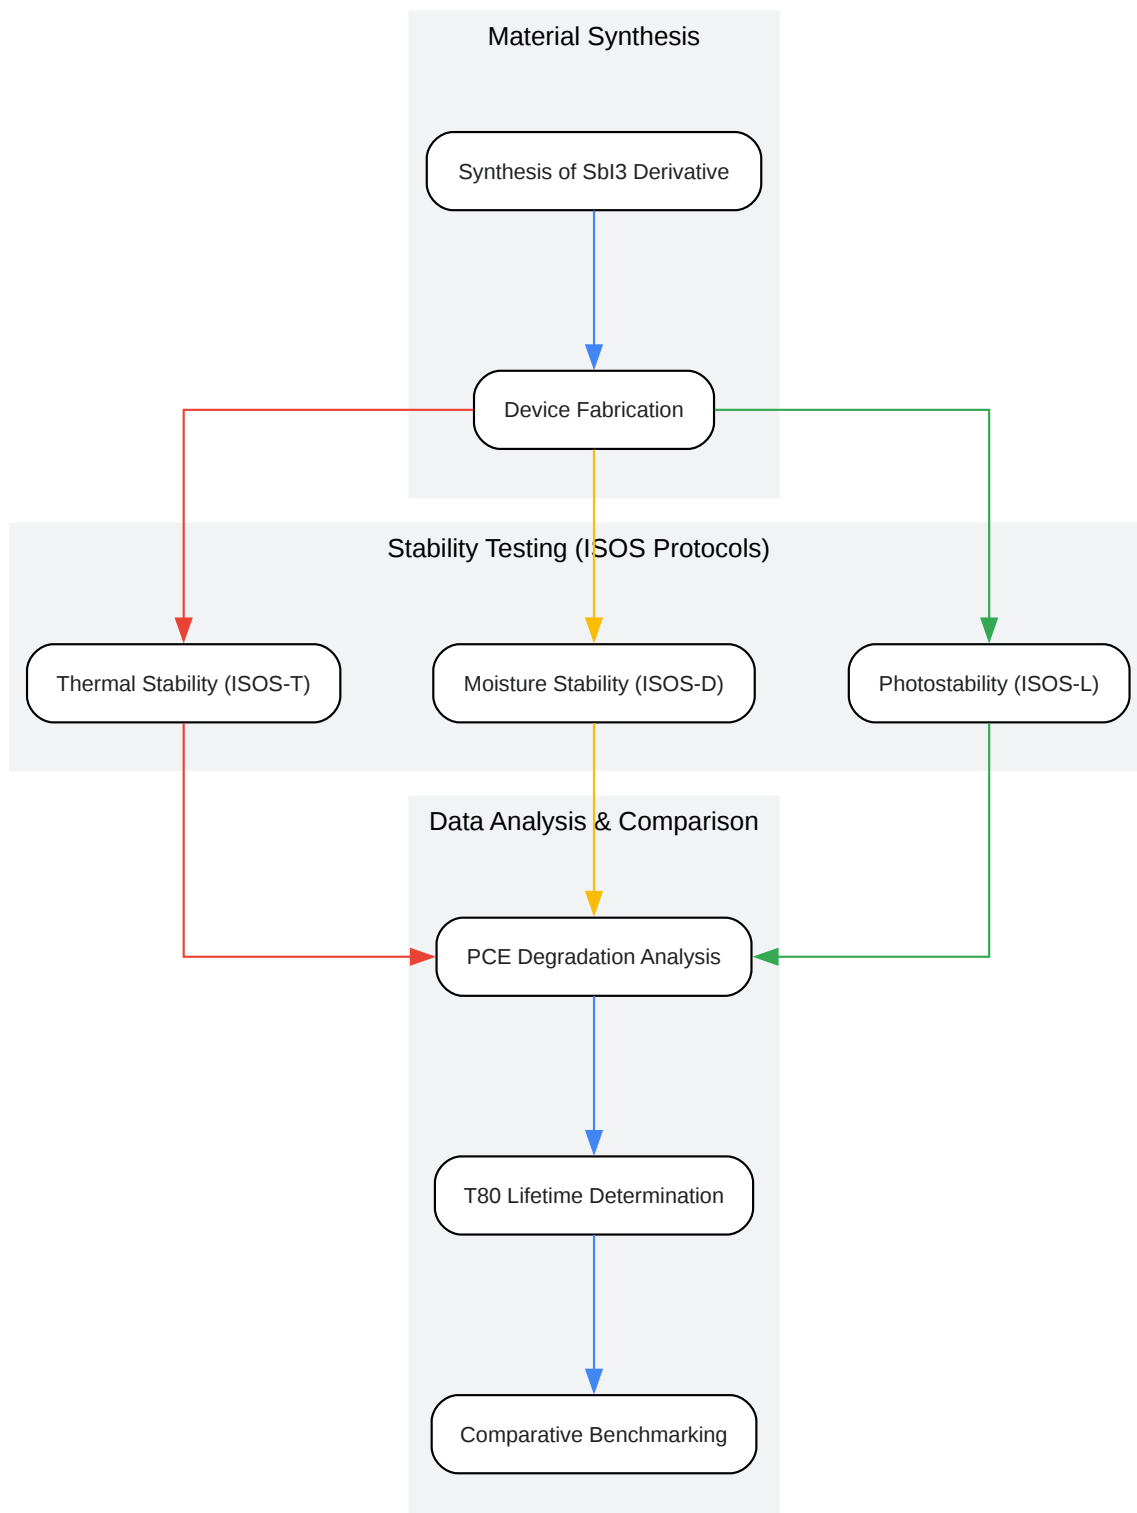 Material Synthesis
Synthesis of SbI3 Derivative
Device Fabrication
Stability Testing (ISOS Protocols)
Thermal Stability (ISOS-T)
Moisture Stability (ISOS-D)
Photostability (ISOS-L)
Data Analysis & Comparison
PCE Degradation Analysis
T80 Lifetime Determination
Comparative Benchmarking